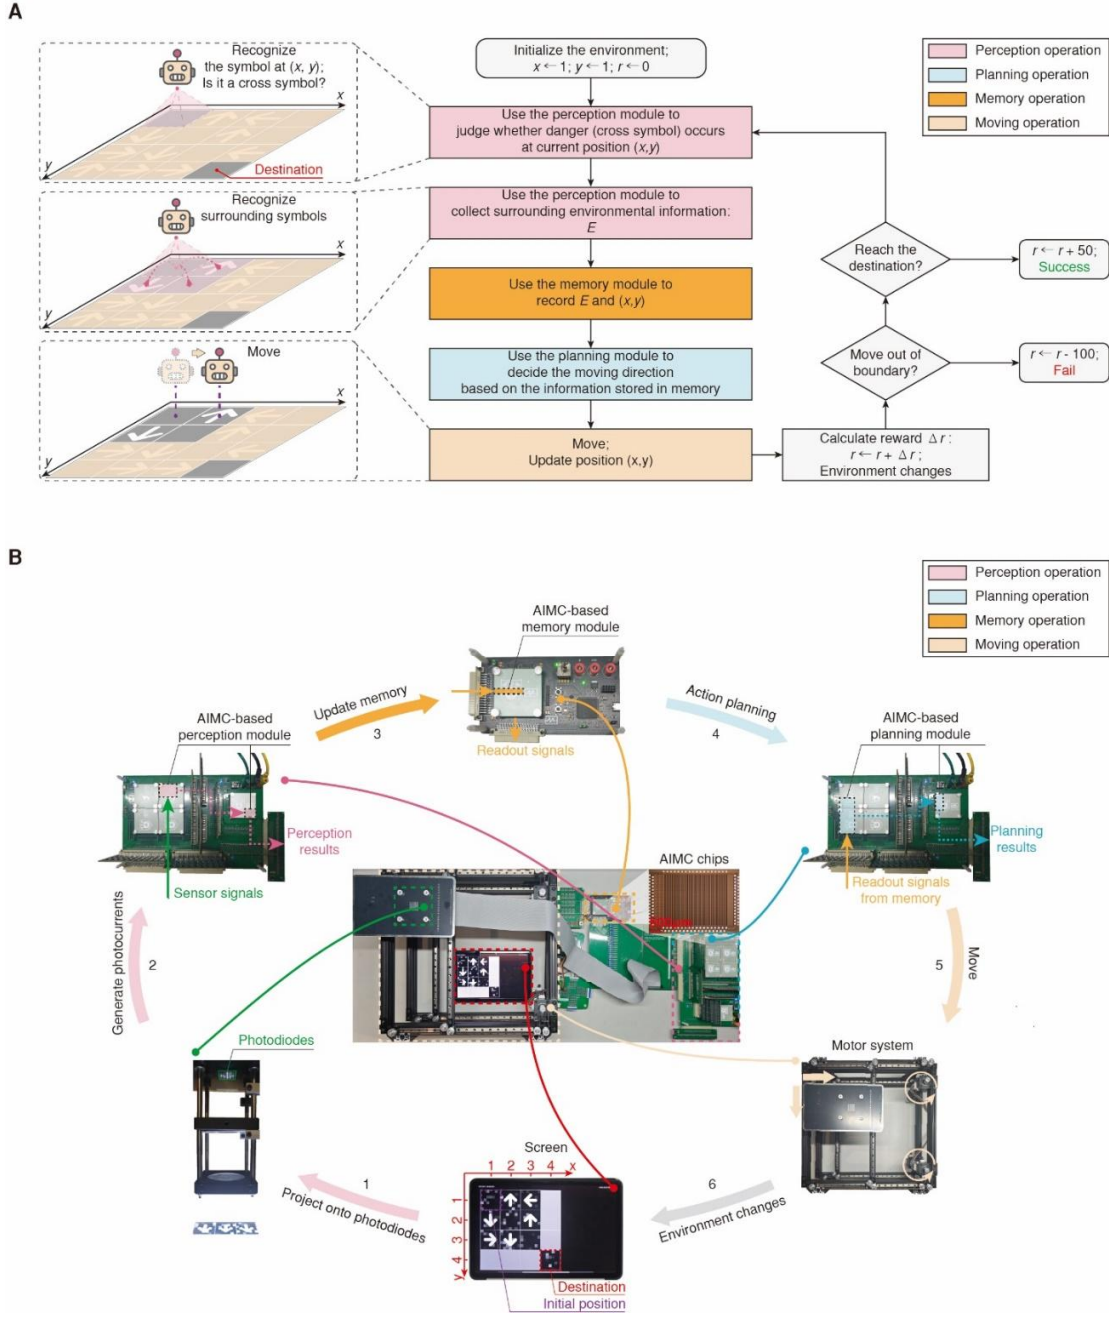 A
Recognize
the symbol at (x, y);
Is it a cross symbol?
x
y
Destination
Recognize
surrounding symbols
x
y
Move
x
y
Initialize the environment;
x ← 1; y ← 1; r ← 0
Use the perception module to
judge whether danger (cross symbol) occurs
at current position (x,y)
Use the perception module to
collect surrounding environmental information:
E
Use the memory module to
record E and (x,y)
Use the planning module to
decide the moving direction
based on the information stored in memory
Move;
Update position (x,y)
Calculate reward Δ r :
r ← r + Δ r ;
Environment changes
Move out of
boundary?
r ← r - 100;
Fail
Reach the
destination?
r ← r + 50;
Success
Perception operation
Planning operation
Memory operation
Moving operation
B
Perception operation
Planning operation
Memory operation
Moving operation
AIMC-based
memory module
Readout signals
Update memory
3
Action planning
4
AIMC-based
perception module
Perception
results
Sensor signals
AIMC-based
planning module
Planning
results
Readout signals
from memory
AIMC chips
Generate photocurrents
2
Move
5
Photodiodes
Motor system
Screen
1 2 3 4 x
1
2
3
4
y
Project onto photodiodes
1
Environment changes
6
Destination
Initial position